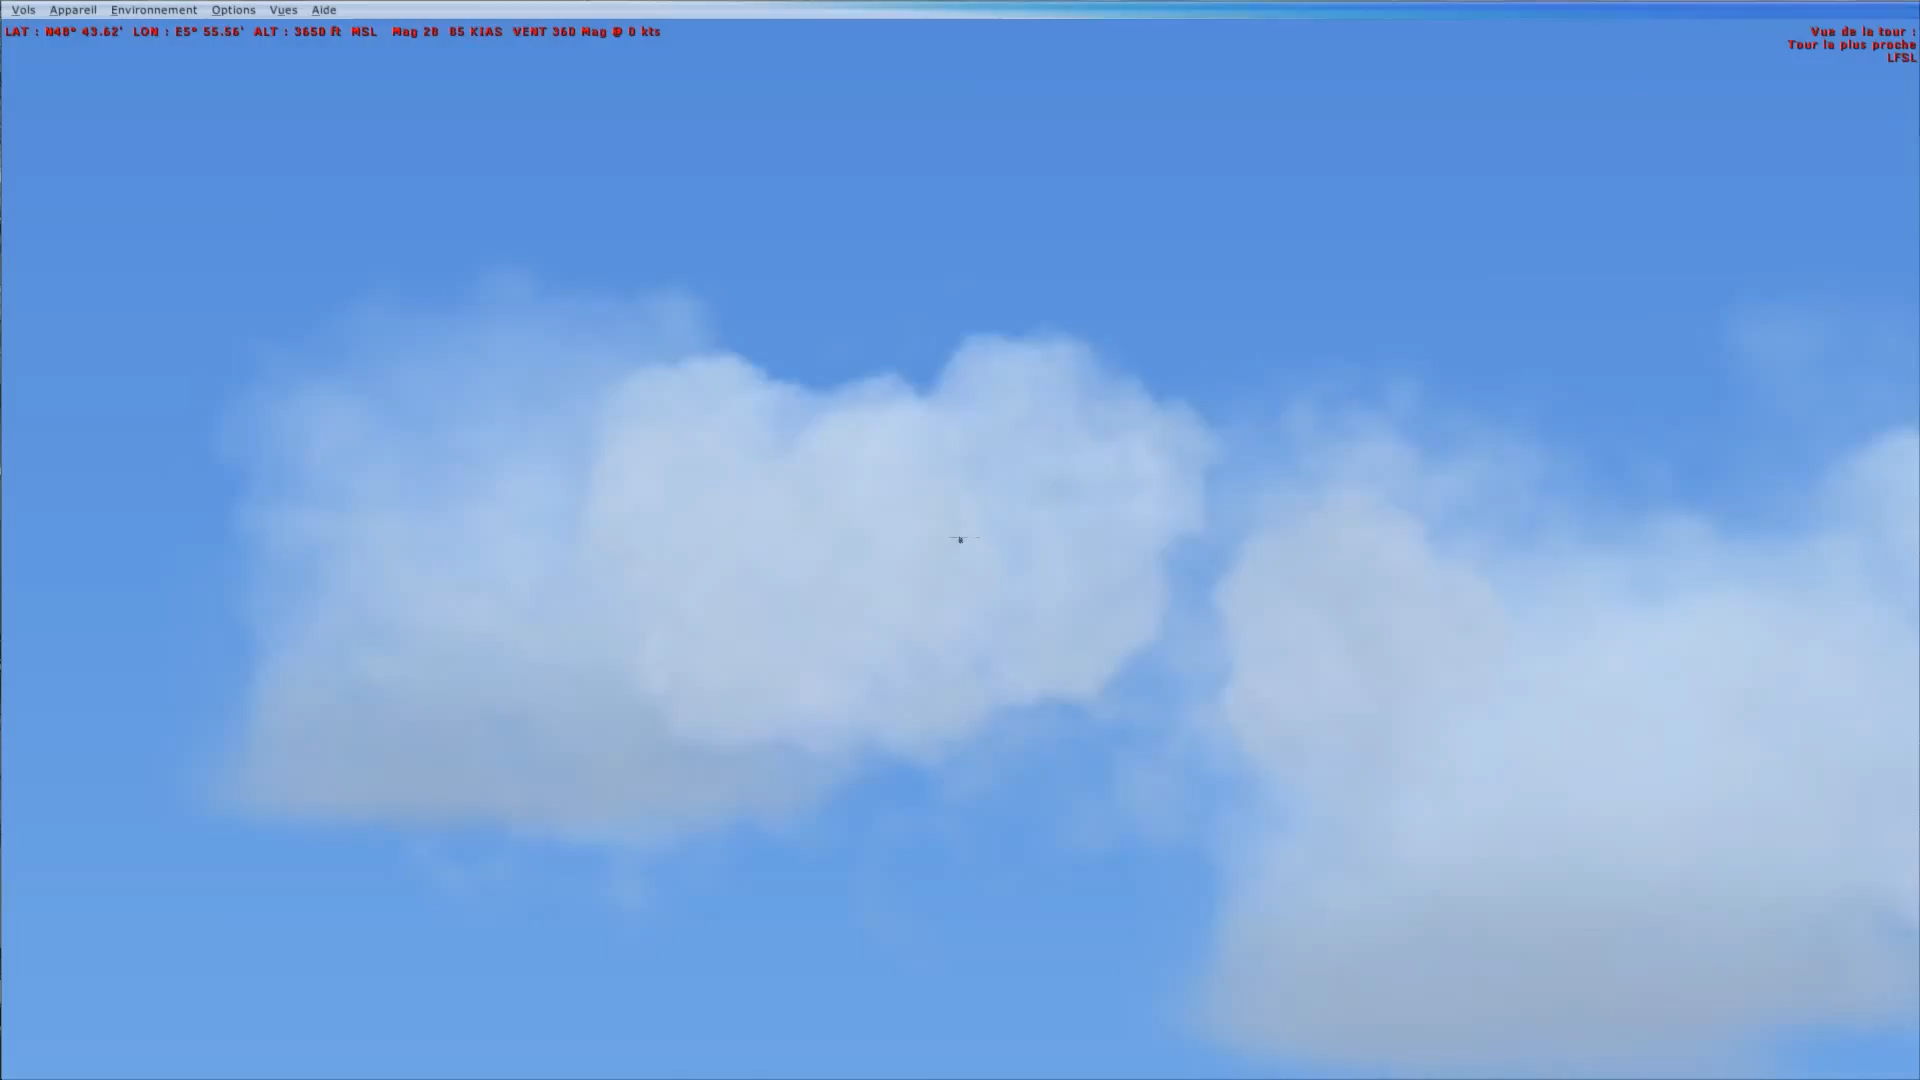 Vols Appareil Environnement Options Vues Aide
LAT : N48° 43.62' LON : E5° 55.56' ALT : 3650 ft MSL Mag 28 85 KIAS VENT 360 Mag @ 0 kts
Vue de la tour :
Tour la plus proche
LFSL